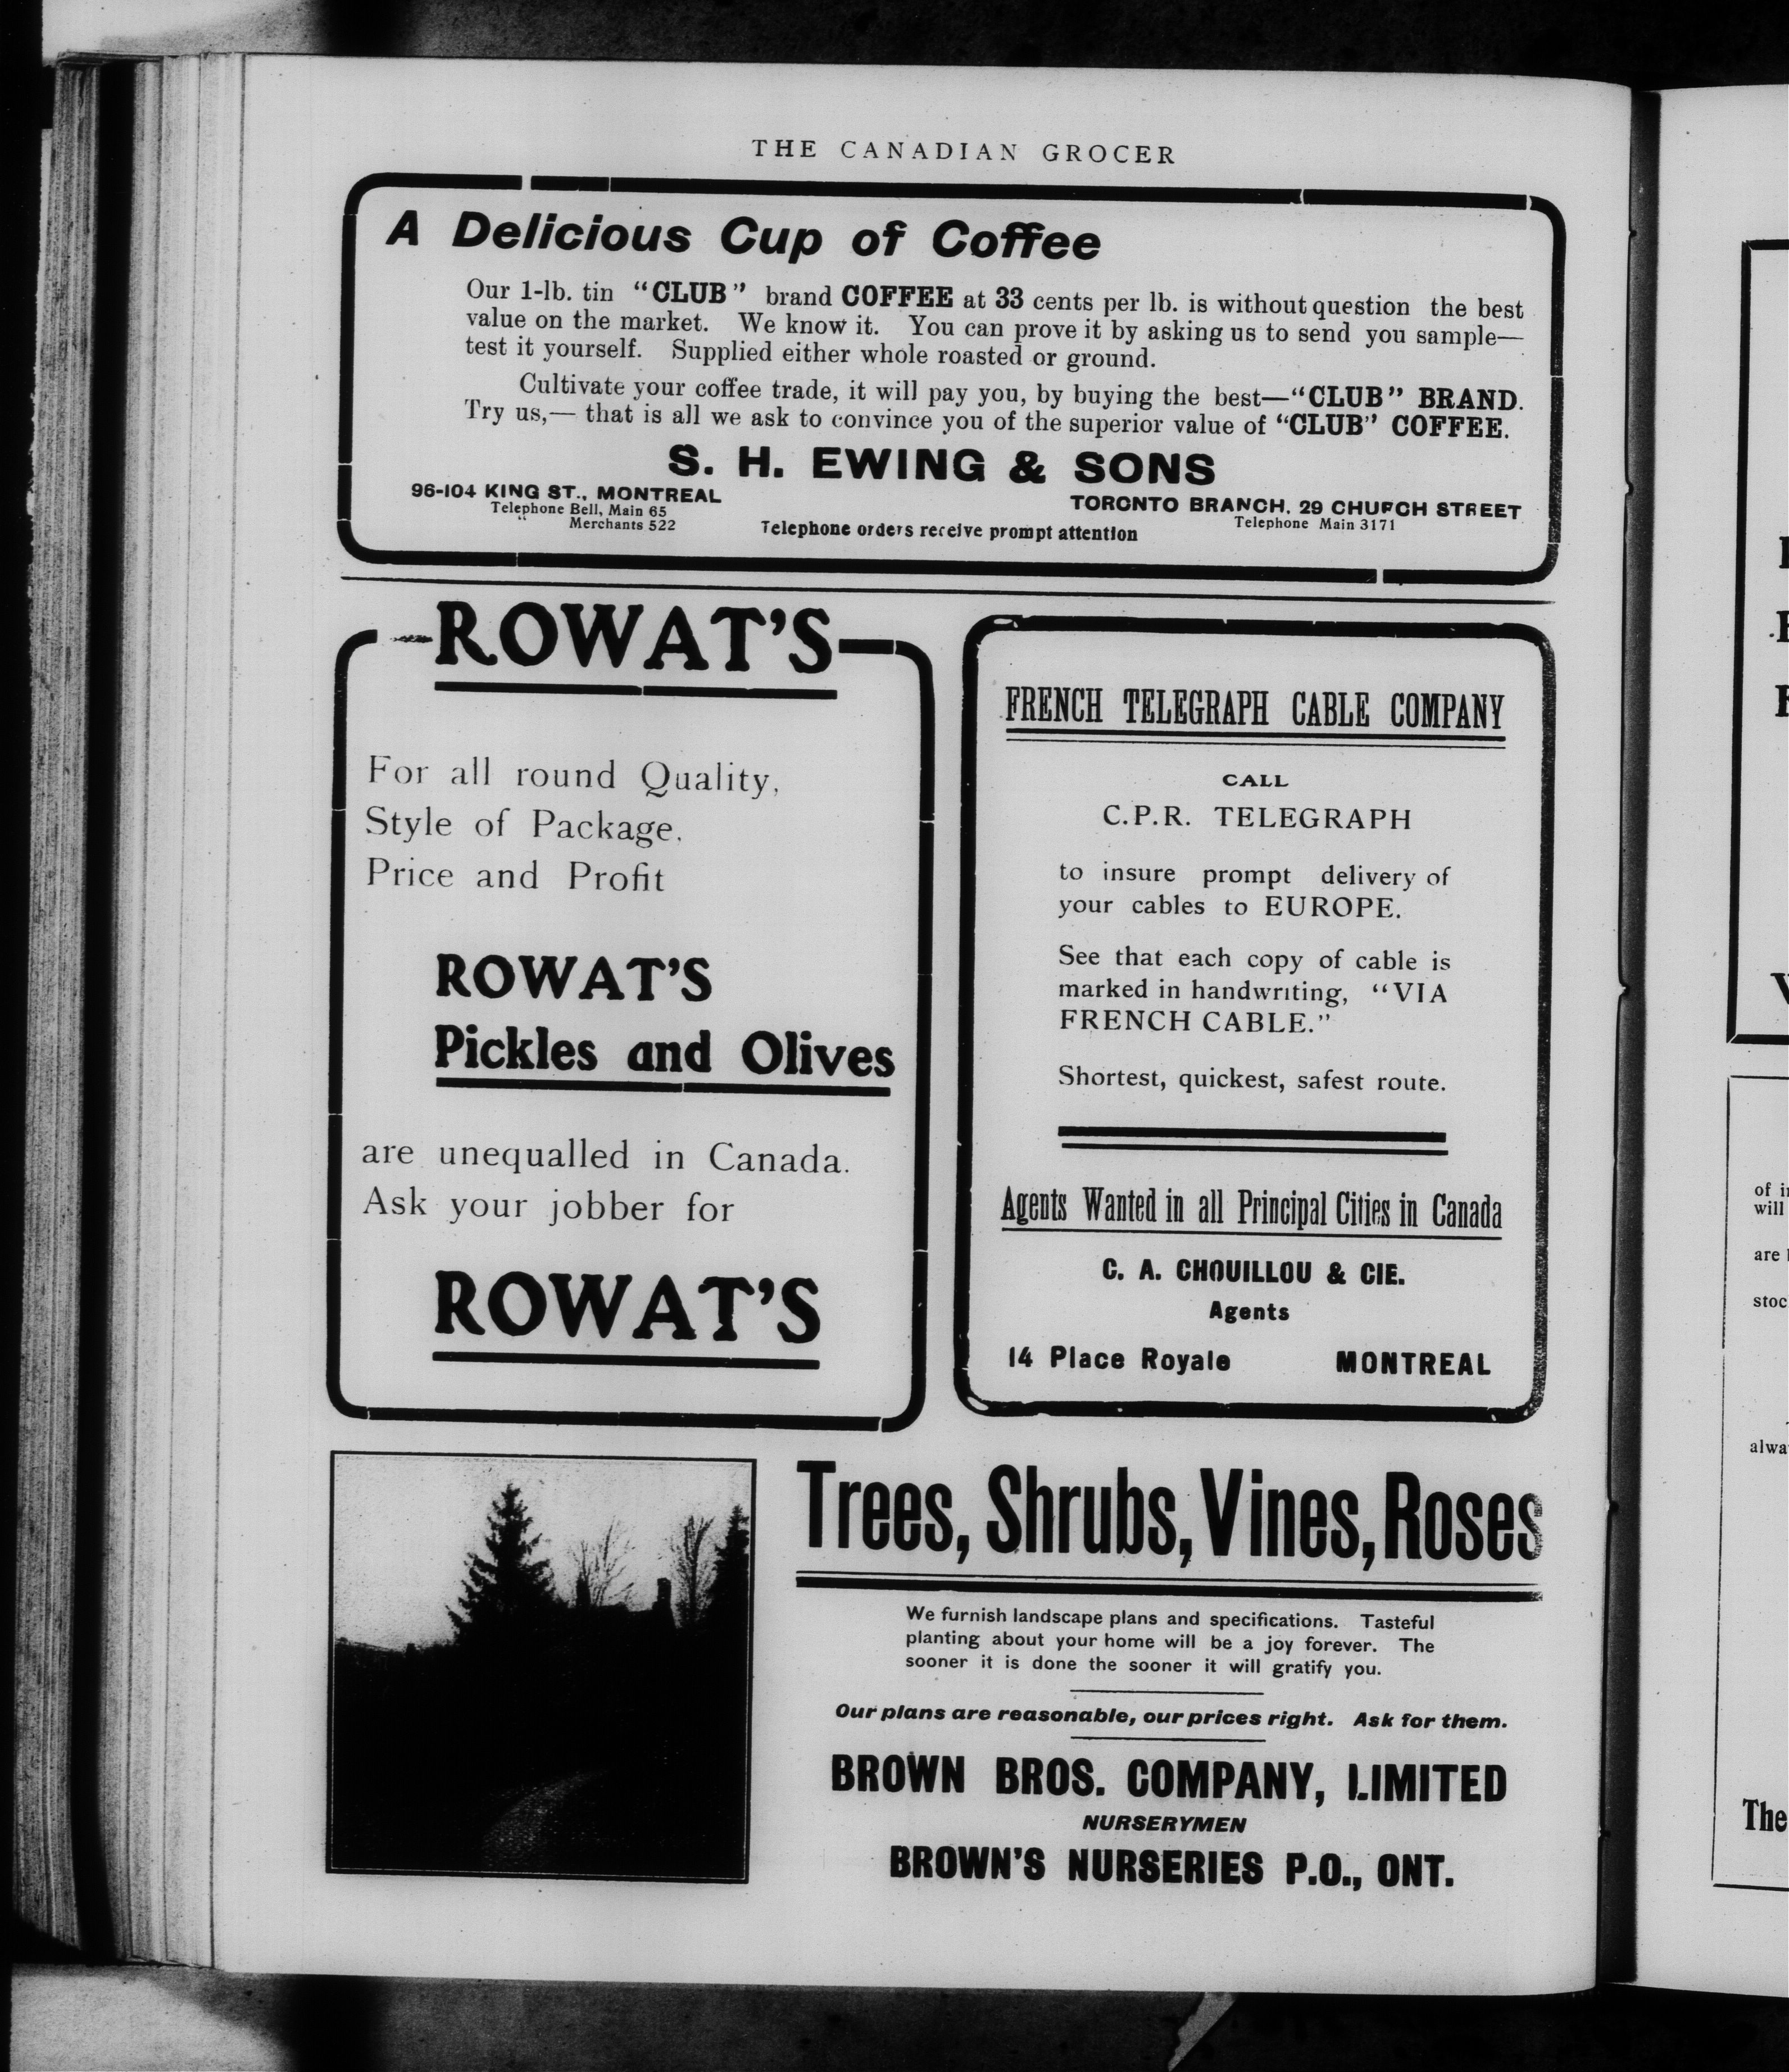 THE CANADIAN GROCER
A Delicious Cup of Coffee
Our 1-lb. tin "CLUB" brand COFFEE at 33 cents per lb. is without question the best
value on the market. We know it. You can prove it by asking us to send you sample—
test it yourself. Supplied either whole roasted or ground.
Cultivate your coffee trade, it will pay you, by buying the best—"CLUB" BRAND.
Try us,— that is all we ask to convince you of the superior value of "CLUB" COFFEE.
S. H. EWING & SONS
96-104 KING ST., MONTREAL
Telephone Bell, Main 65
" Merchants 522
Telephone orders receive prompt attention
TORONTO BRANCH, 29 CHURCH STREET
Telephone Main 3171
ROWAT'S
For all round Quality,
Style of Package,
Price and Profit
ROWAT'S
Pickles and Olives
are unequalled in Canada.
Ask your jobber for
ROWAT'S
FRENCH TELEGRAPH CABLE COMPANY
CALL
C.P.R. TELEGRAPH
to insure prompt delivery of
your cables to EUROPE.
See that each copy of cable is
marked in handwriting, "VIA
FRENCH CABLE."
Shortest, quickest, safest route.
Agents Wanted in all Principal Cities in Canada
C. A. CHOUILLOU & CIE.
Agents
14 Place Royale MONTREAL
Trees, Shrubs, Vines, Roses
We furnish landscape plans and specifications. Tasteful
planting about your home will be a joy forever. The
sooner it is done the sooner it will gratify you.
Our plans are reasonable, our prices right. Ask for them.
BROWN BROS. COMPANY, LIMITED
NURSERYMEN
BROWN'S NURSERIES P.O., ONT.
of
will
are
The